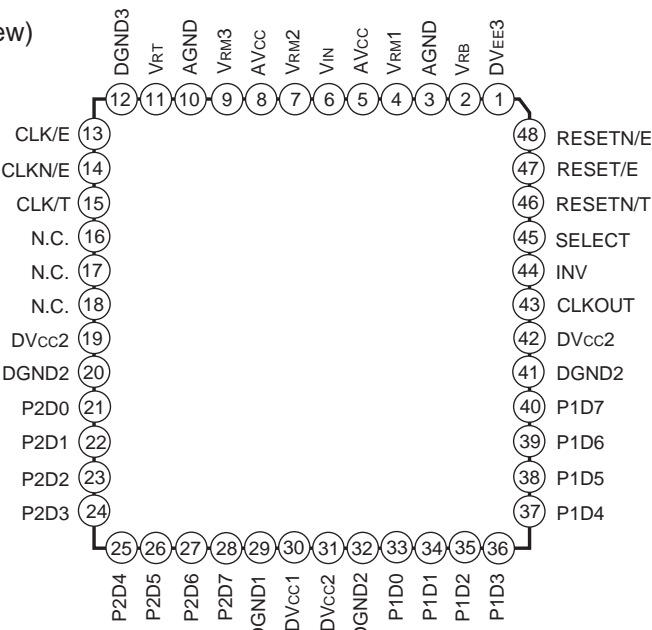 ew)
DGND3 VRT AGND VRM3 AVCC VRM2 VIN AVCC VRM1 AGND VRB DVEE3
12 11 10 9 8 7 6 5 4 3 2 1
CLK/E 13 48 RESETN/E
CLKN/E 14 47 RESET/E
CLK/T 15 46 RESETN/T
N.C. 16 45 SELECT
N.C. 17 44 INV
N.C. 18 43 CLKOUT
DVCC2 19 42 DVCC2
DGND2 20 41 DGND2
P2D0 21 40 P1D7
P2D1 22 39 P1D6
P2D2 23 38 P1D5
P2D3 24 37 P1D4
25 26 27 28 29 30 31 32 33 34 35 36
P2D4 P2D5 P2D6 P2D7 DGND1 DVCC1 DVCC2 DGND2 P1D0 P1D1 P1D2 P1D3